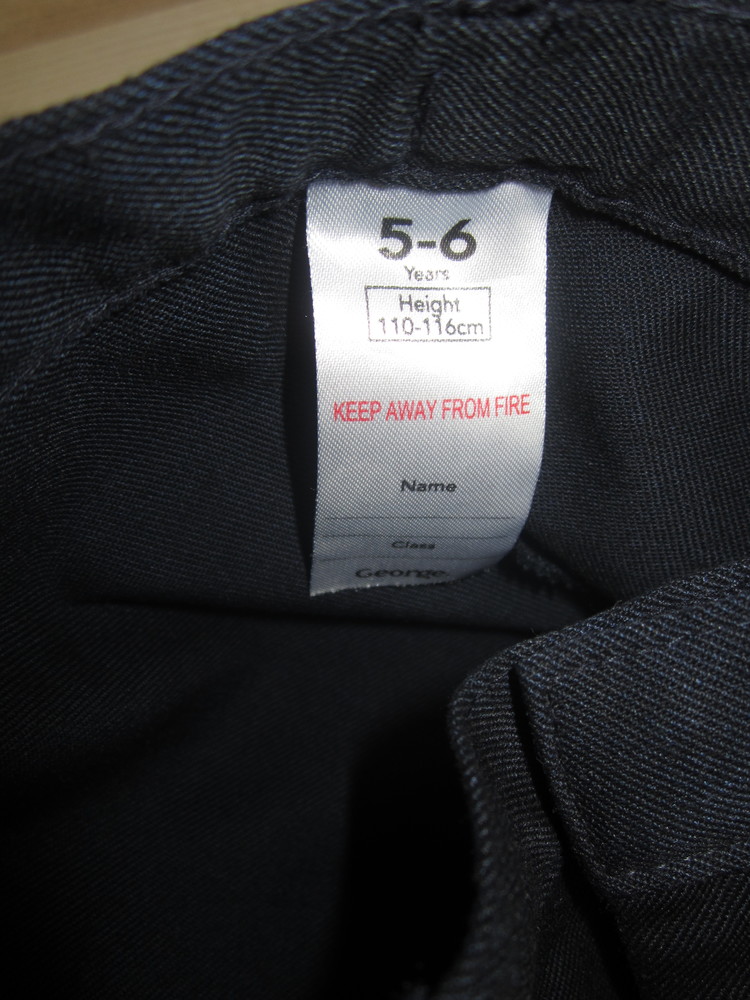 5-6
Years
Height
110-116cm
KEEP AWAY FROM FIRE
Name
Class
George.